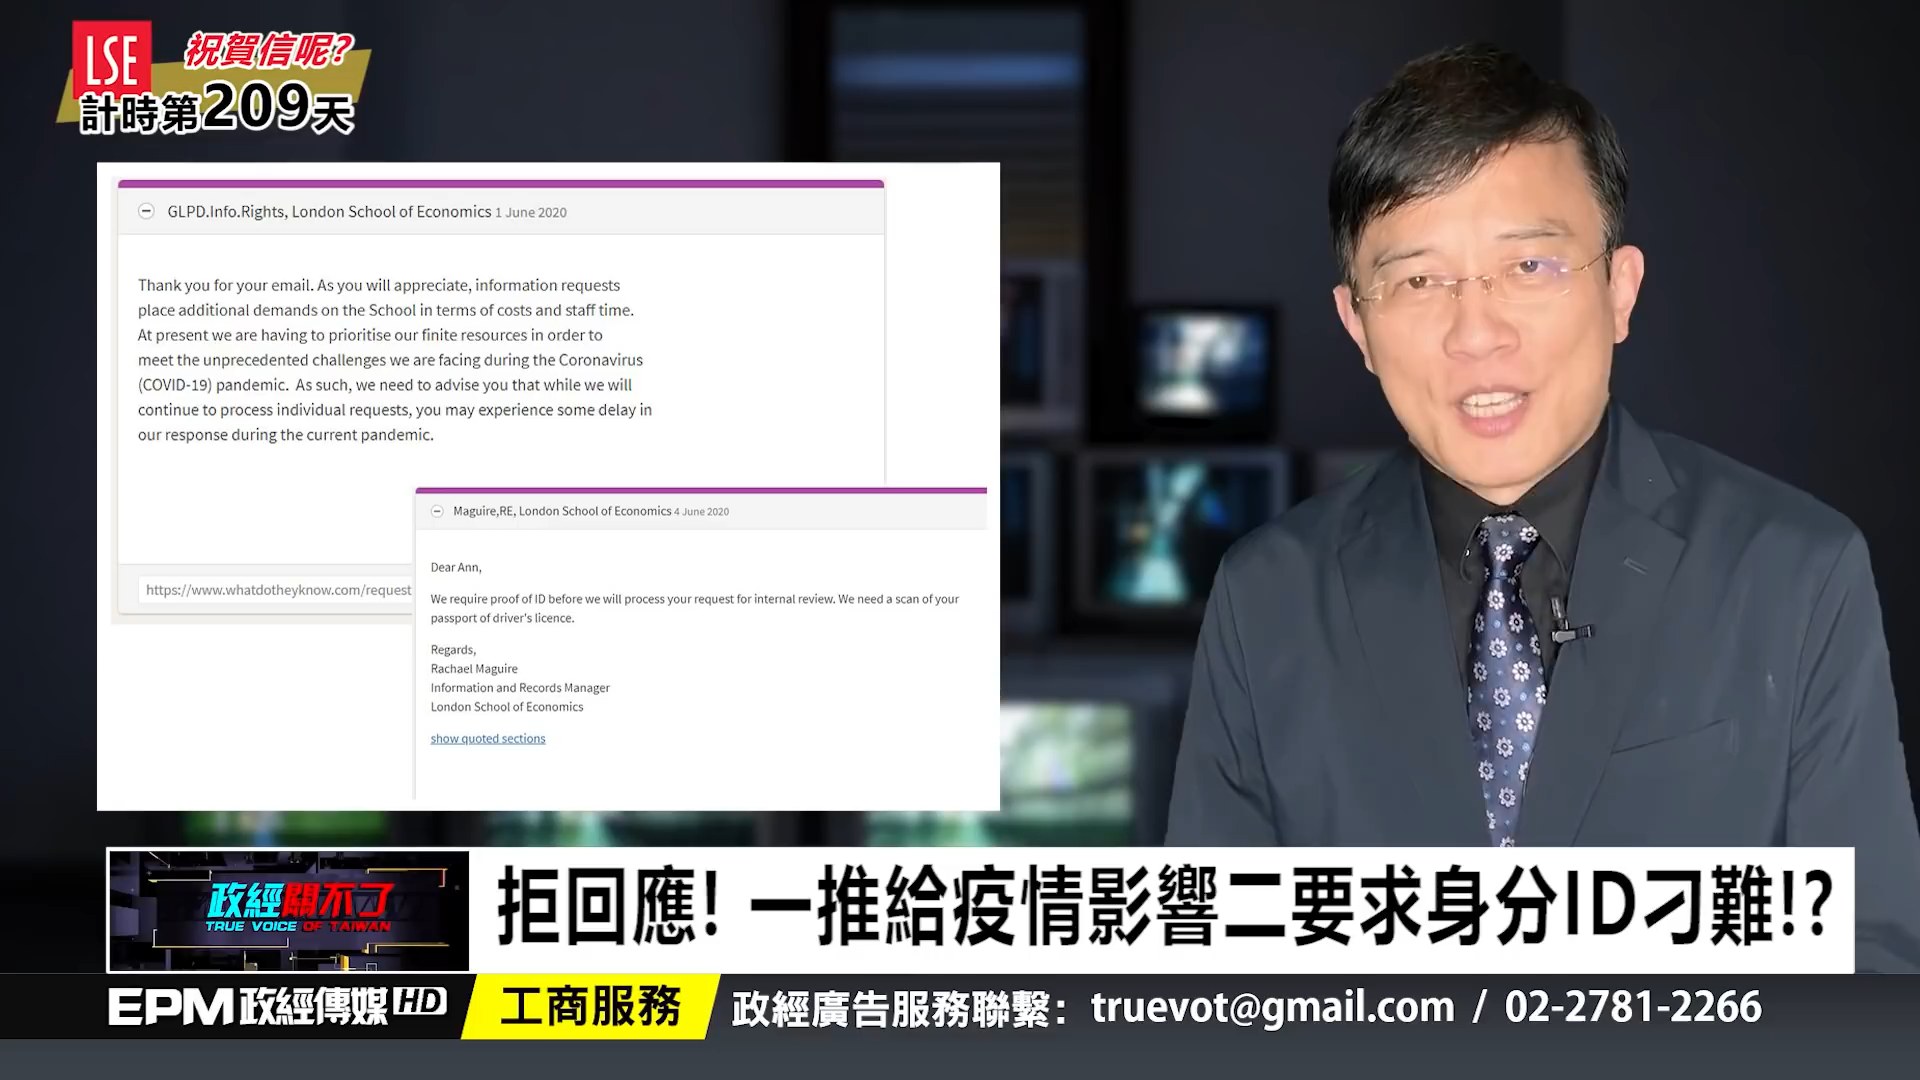 LSE
祝賀信呢?
計時第209天
GLPD.Info.Rights, London School of Economics 1 June 2020
Thank you for your email. As you will appreciate, information requests
place additional demands on the School in terms of costs and staff time.
At present we are having to prioritise our finite resources in order to
meet the unprecedented challenges we are facing during the Coronavirus
(COVID-19) pandemic.  As such, we need to advise you that while we will
continue to process individual requests, you may experience some delay in
our response during the current pandemic.
https://www.whatdotheyknow.com/request
Maguire,RE, London School of Economics 4 June 2020
Dear Ann,
We require proof of ID before we will process your request for internal review. We need a scan of your
passport of driver's licence.
Regards,
Rachael Maguire
Information and Records Manager
London School of Economics
show quoted sections
政經關不了
TRUE VOICE OF TAIWAN
拒回應! 一推給疫情影響二要求身分ID刁難!?
EPM政經傳媒HD
工商服務
政經廣告服務聯繫: truevot@gmail.com / 02-2781-2266